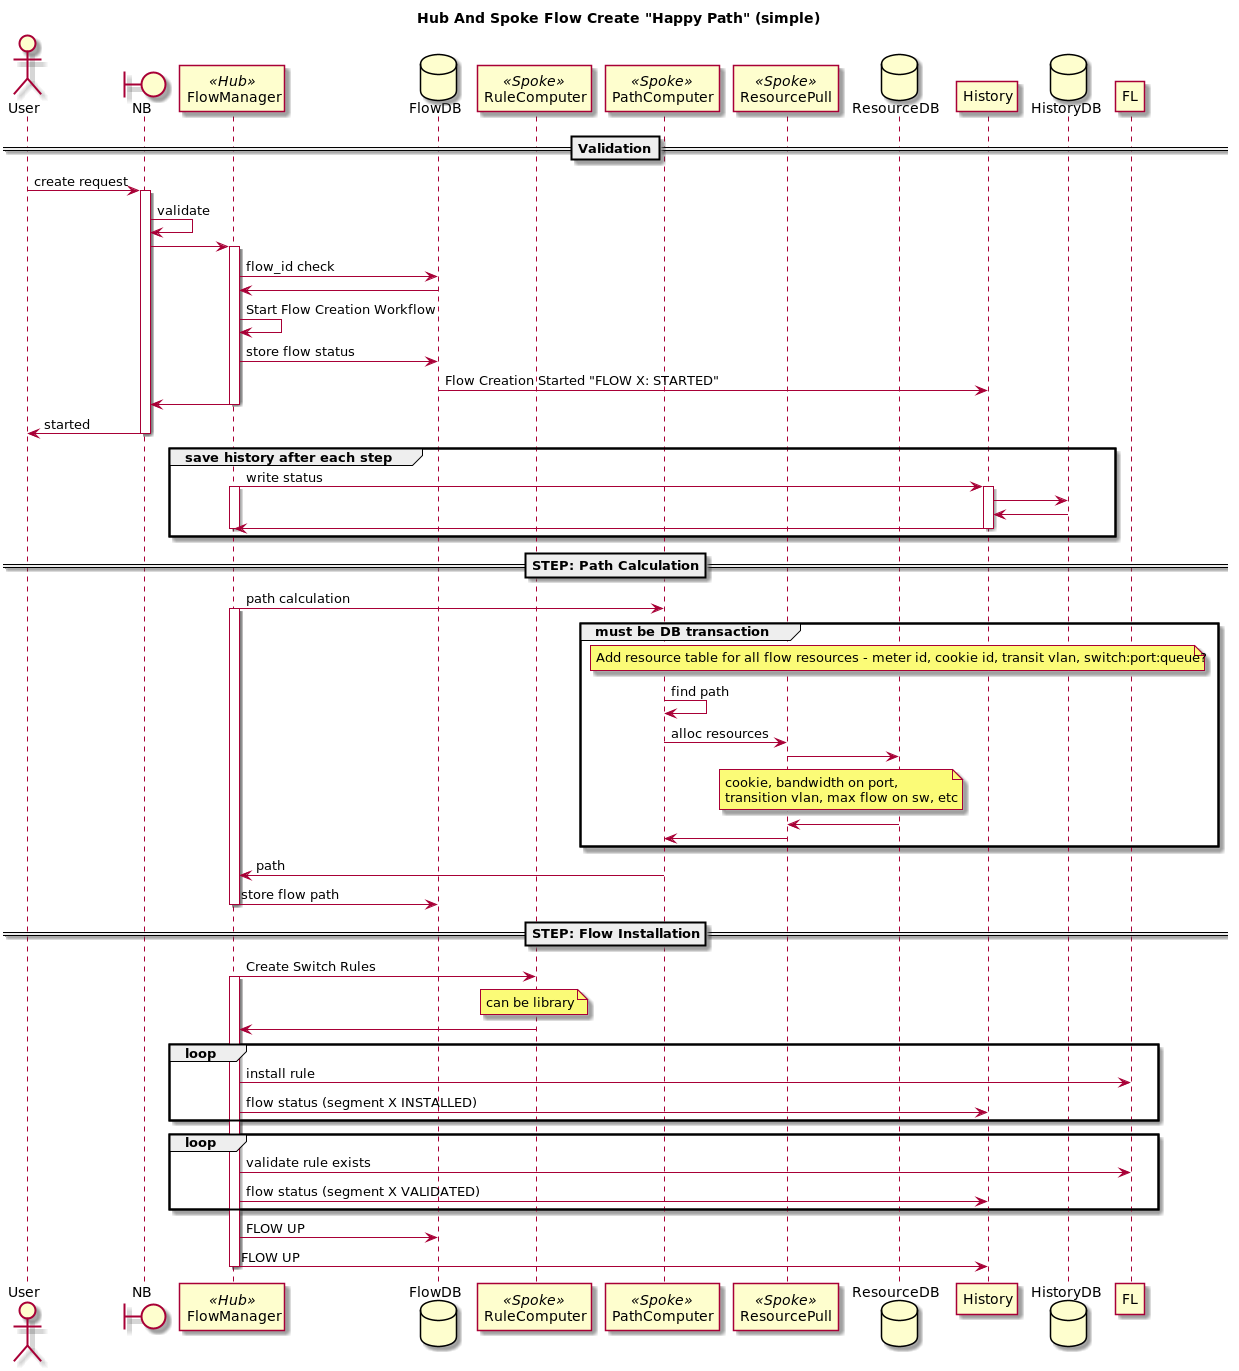 Hub And Spoke Flow Create "Happy Path" (simple)
User
NB
«Hub»
FlowManager
FlowDB
«Spoke»
RuleComputer
«Spoke»
PathComputer
«Spoke»
ResourcePull
ResourceDB
History
HistoryDB
FL
Validation
create request
validate
flow_id check
Start Flow Creation Workflow
store flow status
Flow Creation Started "FLOW X: STARTED"
started
save history after each step
write status
STEP: Path Calculation
path calculation
must be DB transaction
Add resource table for all flow resources - meter id, cookie id, transit vlan, switch:port:queue?
find path
alloc resources
cookie, bandwidth on port,
transition vlan, max flow on sw, etc
path
store flow path
STEP: Flow Installation
Create Switch Rules
can be library
loop
install rule
flow status (segment X INSTALLED)
loop
validate rule exists
flow status (segment X VALIDATED)
FLOW UP
FLOW UP
User
NB
«Hub»
FlowManager
FlowDB
«Spoke»
RuleComputer
«Spoke»
PathComputer
«Spoke»
ResourcePull
ResourceDB
History
HistoryDB
FL